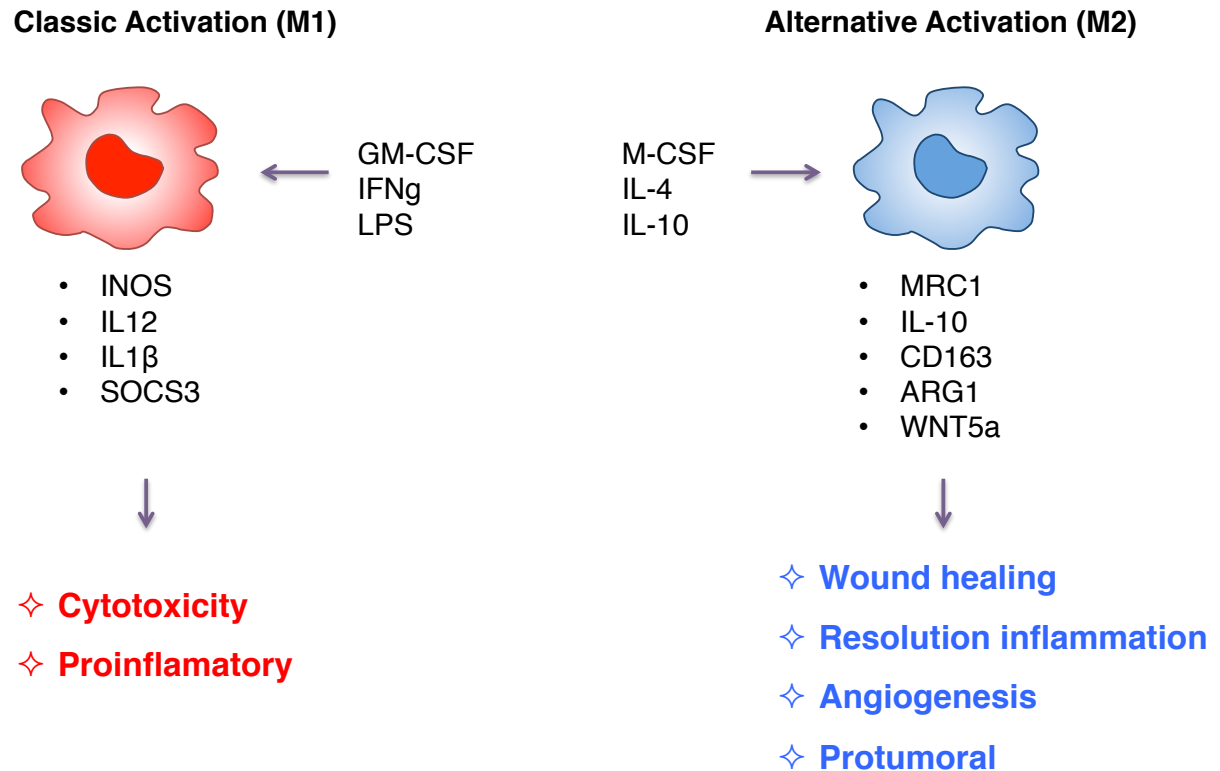 Classic Activation (M1)
Alternative Activation (M2)
GM-CSF
IFNg
LPS
M-CSF
IL-4
IL-10
• INOS
• IL12
• IL1β
• SOCS3
• MRC1
• IL-10
• CD163
• ARG1
• WNT5a
✧ Cytotoxicity
✧ Proinflamatory
✧ Wound healing
✧ Resolution inflammation
✧ Angiogenesis
✧ Protumoral